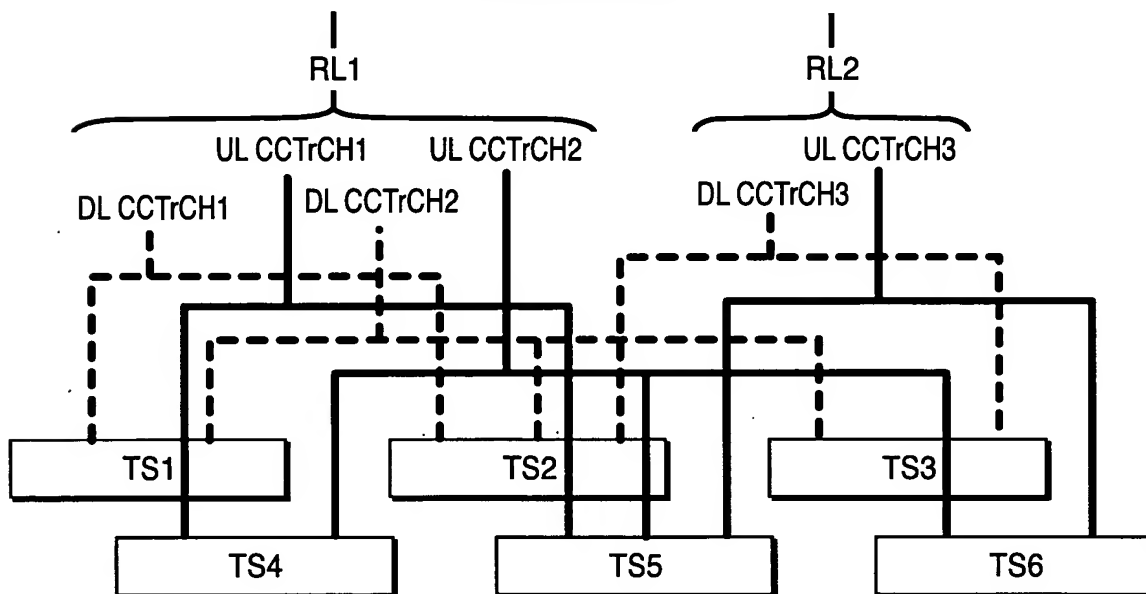 RL1
RL2
UL CCTrCH1
UL CCTrCH2
UL CCTrCH3
DL CCTrCH1
DL CCTrCH2
DL CCTrCH3
TS1
TS2
TS3
TS4
TS5
TS6